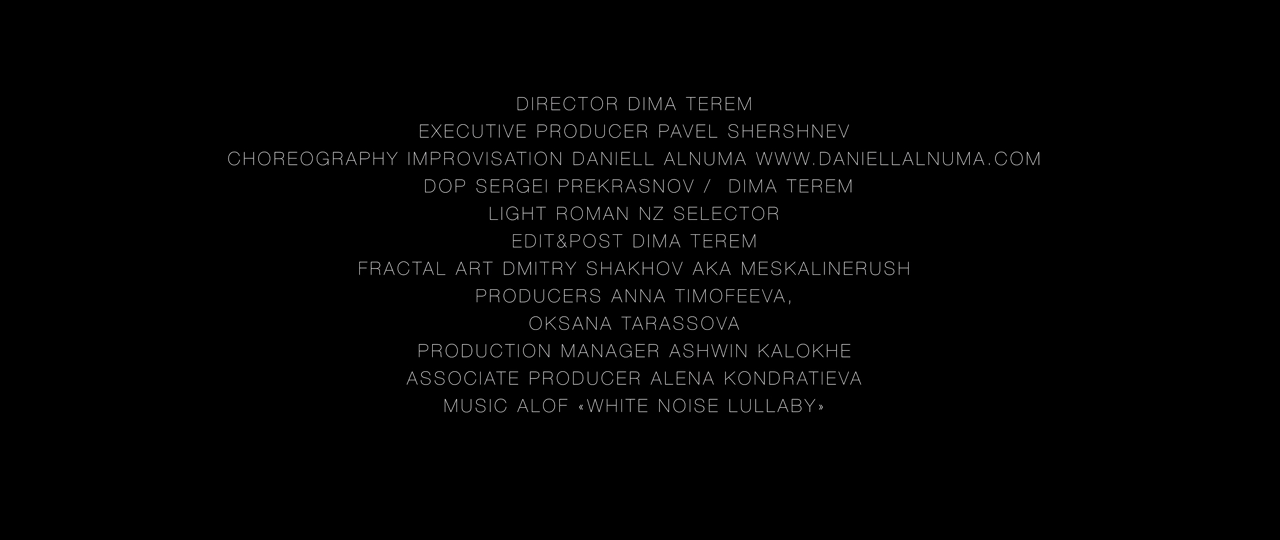 DIRECTOR DIMA TEREM
EXECUTIVE PRODUCER PAVEL SHERSHNEV
CHOREOGRAPHY IMPROVISATION DANIELL ALNUMA WWW.DANIELLALNUMA.COM
DOP SERGEI PREKRASNOV / DIMA TEREM
LIGHT ROMAN NZ SELECTOR
EDIT&POST DIMA TEREM
FRACTAL ART DMITRY SHAKHOV AKA MESKALINERUSH
PRODUCERS ANNA TIMOFEEVA,
OKSANA TARASSOVA
PRODUCTION MANAGER ASHWIN KALOKHE
ASSOCIATE PRODUCER ALENA KONDRATIEVA
MUSIC ALOF «WHITE NOISE LULLABY»